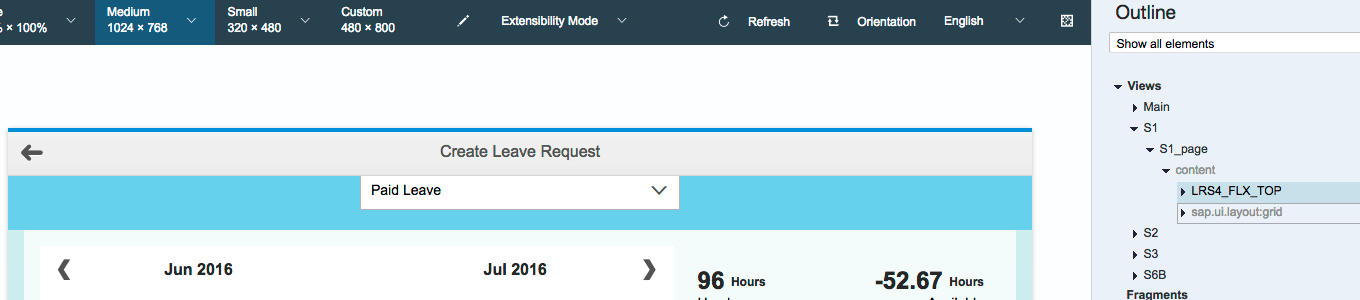 Medium
Small
Custom
% × 100%
1024 × 768
320 × 480
480 × 800
Extensibility Mode
Refresh
Orientation
English
Outline
Show all elements
Views
Main
S1
S1_page
content
LRS4_FLX_TOP
sap.ui.layout:grid
S2
S3
S6B
Fragments
Create Leave Request
Paid Leave
Jun 2016
Jul 2016
96 Hours
-52.67 Hours